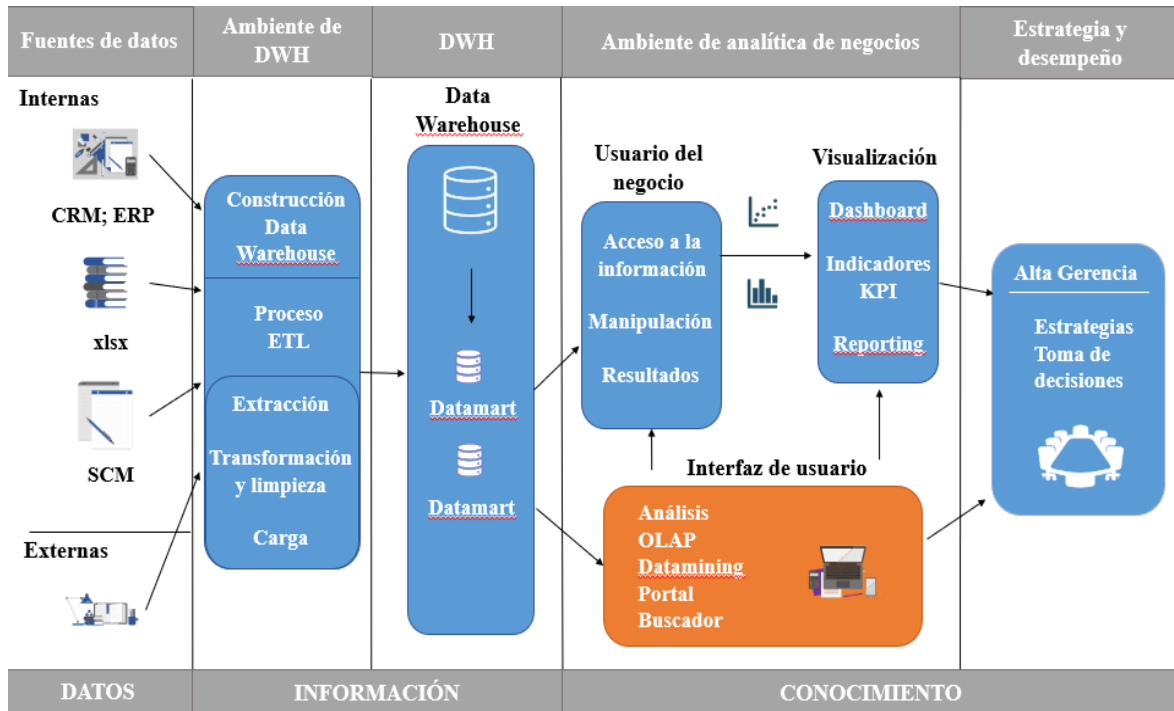 Fuentes de datos
Ambiente de
DWH
DWH
Ambiente de analítica de negocios
Estrategia y
desempeño
Internas
CRM; ERP
xlsx
SCM
Externas
Construcción
Data
Warehouse
Proceso
ETL
Extracción
Transformación
y limpieza
Carga
Data
Warehouse
Datamart
Datamart
Usuario del
negocio
Acceso a la
información
Manipulación
Resultados
Visualización
Dashboard
Indicadores
KPI
Reporting
Interfaz de usuario
Análisis
OLAP
Datamining
Portal
Buscador
Alta Gerencia
Estrategias
Toma de
decisiones
DATOS
INFORMACIÓN
CONOCIMIENTO